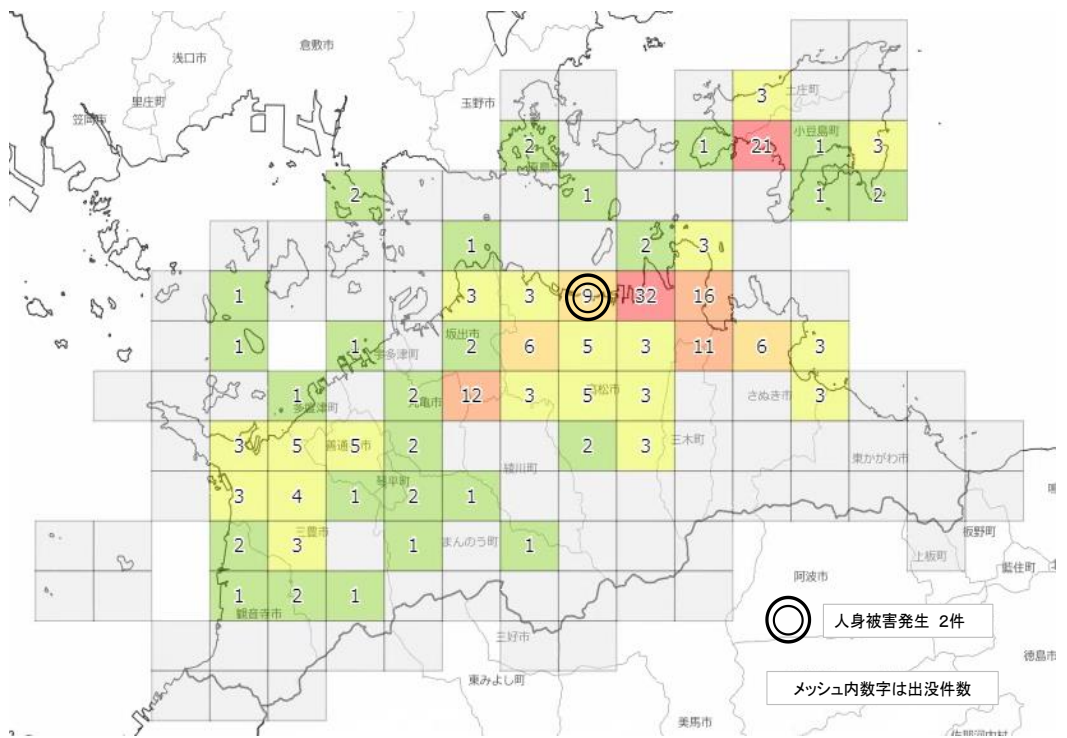 倉敷市
浅口市
里庄町
玉野市
笠岡市
3
土庄町
2
1
21
小豆島町
1
3
直島町
2
1
1
2
1
2
3
1
3
3
9
32
16
坂出市
1
1
宇多津町
2
6
5
3
11
6
3
1
多度津町
2
丸亀市
12
3
5
高松市
3
さぬき市
3
3
5
善通寺市
5
2
綾川町
2
3
三木町
東かがわ市
3
4
1
琴平町
2
1
2
三豊市
3
1
まんのう町
1
板野町
上板町
藍住町
阿波市
1
観音寺市
2
1
人身被害発生 2件
三好市
徳島市
東みよし町
メッシュ内数字は出没件数
美馬市
佐那河内村